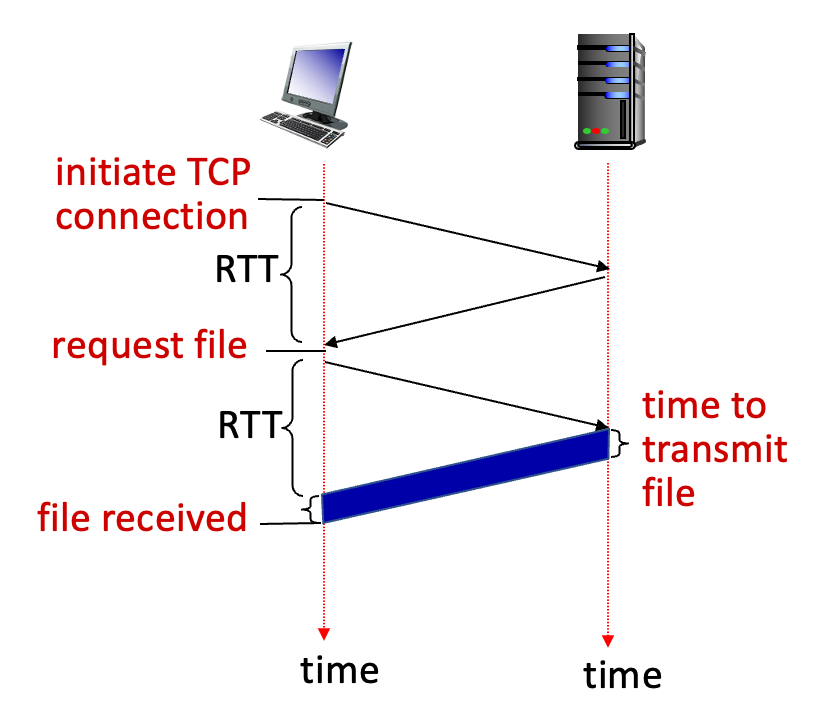 initiate TCP
connection
RTT
request file
RTT
time to
transmit
file
file received
time
time